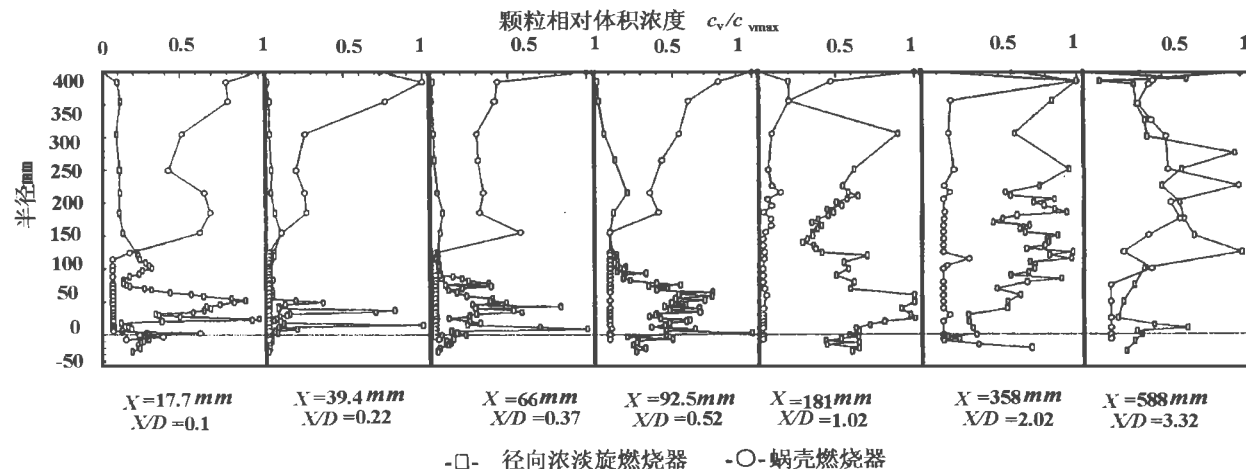 颗粒相对体积浓度 cv/cvmax
0 0.5 1 0.5 1 0.5 1 0.5 1 0.5 1 0.5 1 0.5 1
半径mm
400
350
300
250
200
150
100
50
0
-50
X=17.7mm X=39.4mm X=66mm X=92.5mm X=181mm X=358mm X=588mm
X/D=0.1 X/D=0.22 X/D=0.37 X/D=0.52 X/D=1.02 X/D=2.02 X/D=3.32
-□- 径向浓淡旋燃烧器 -○-蜗壳燃烧器